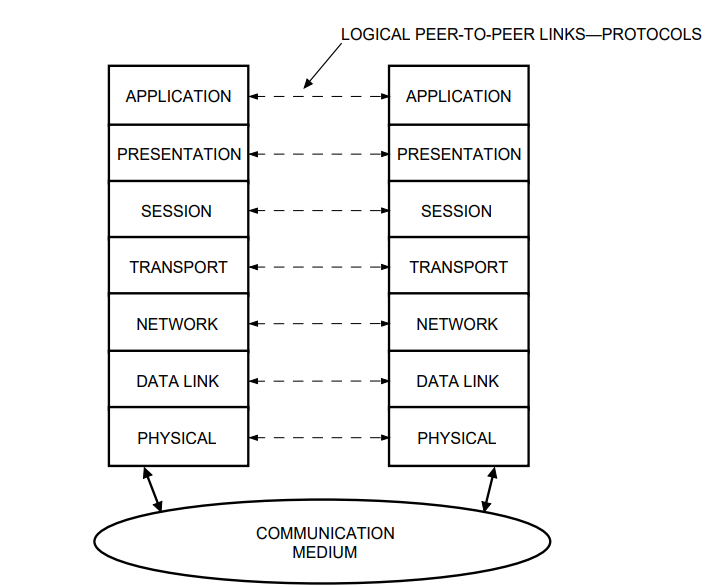 LOGICAL PEER-TO-PEER LINKS—PROTOCOLS
APPLICATION
APPLICATION
PRESENTATION
PRESENTATION
SESSION
SESSION
TRANSPORT
TRANSPORT
NETWORK
NETWORK
DATA LINK
DATA LINK
PHYSICAL
PHYSICAL
COMMUNICATION
MEDIUM